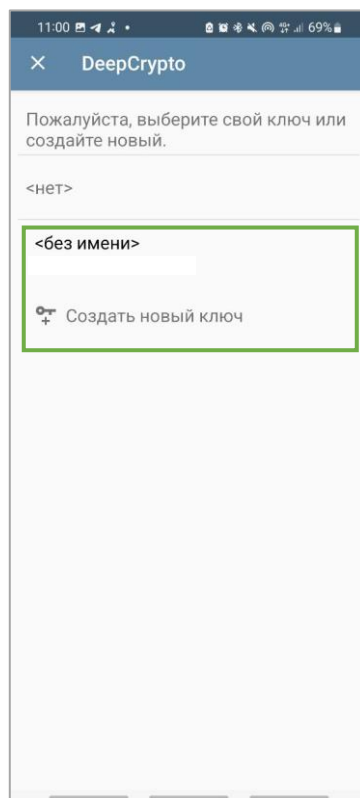 11:00
69%
DeepCrypto
Пожалуйста, выберите свой ключ или
создайте новый.
<нет>
<без имени>
Создать новый ключ